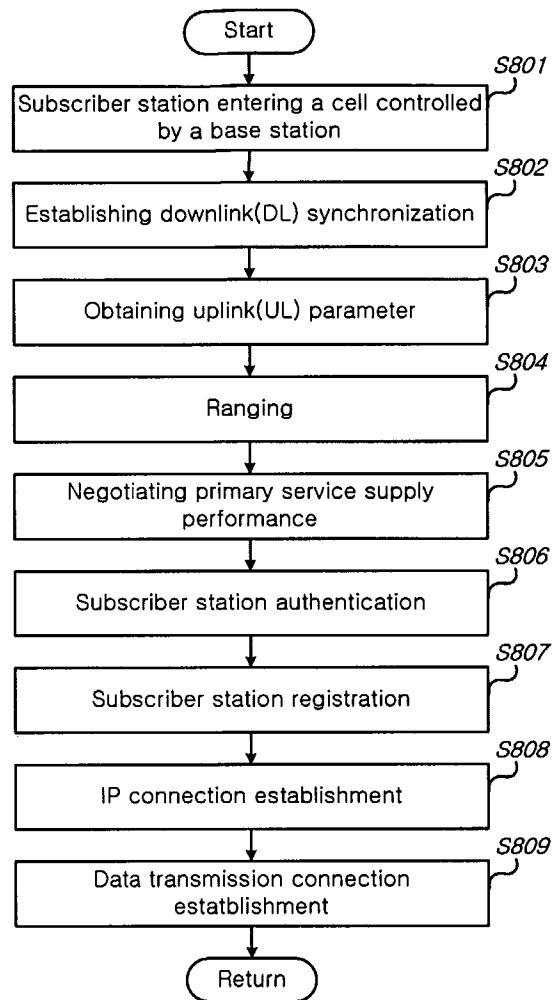 Start
S801
Subscriber station entering a cell controlled
by a base station
S802
Establishing downlink(DL) synchronization
S803
Obtaining uplink(UL) parameter
S804
Ranging
S805
Negotiating primary service supply
performance
S806
Subscriber station authentication
S807
Subscriber station registration
S808
IP connection establishment
S809
Data transmission connection
estatblishment
Return